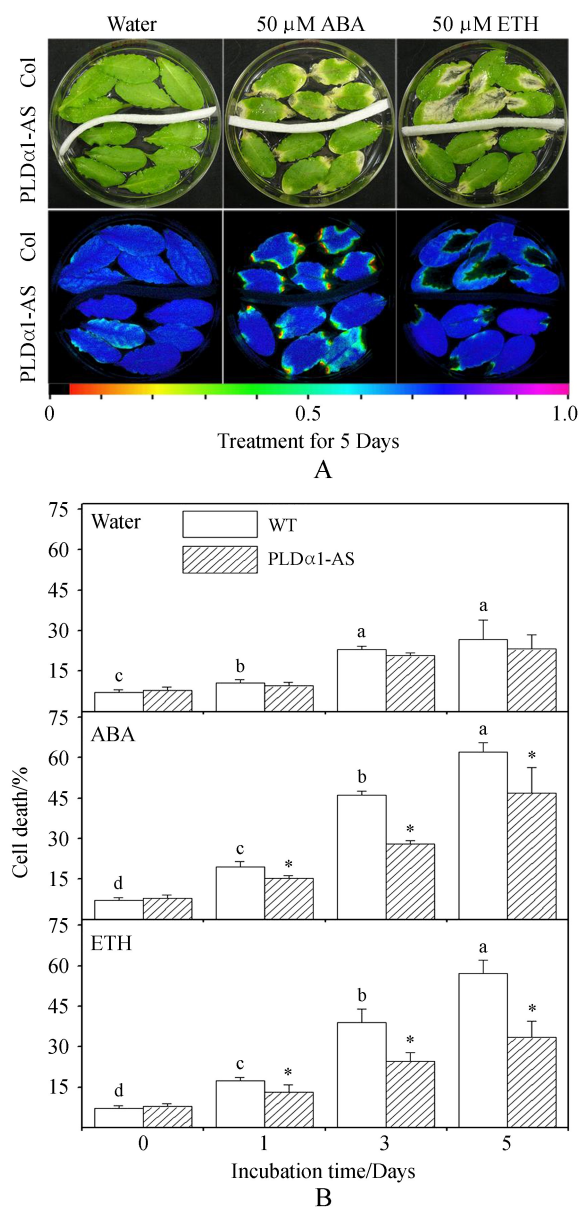 Water 50 µM ABA 50 µM ETH
Col
PLDα1-AS
Col
PLDα1-AS
0 0.5 1.0
Treatment for 5 Days
A
75
60
45
30
15
Water
WT
PLDα1-AS
c b a a
75
60
45
30
15
ABA
d c * b * a *
75
60
45
30
15
ETH
d c * b * a *
Cell death/%
0 1 3 5
Incubation time/Days
B